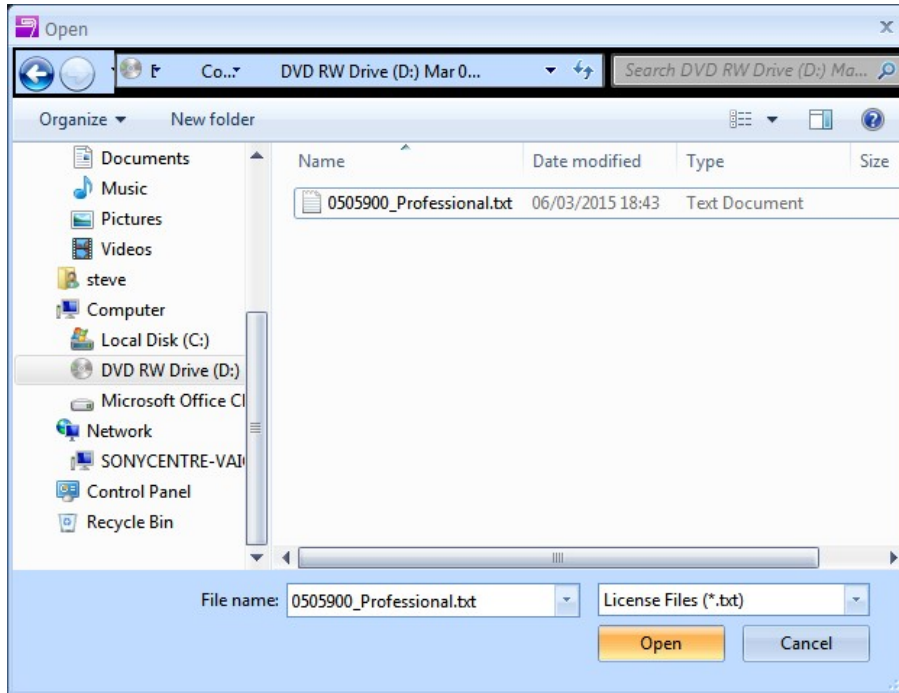 Open
Co... DVD RW Drive (D:) Mar 0... Search DVD RW Drive (D:) Ma...
Organize New folder
Name Date modified Type Size
0505900_Professional.txt 06/03/2015 18:43 Text Document
Documents
Music
Pictures
Videos
steve
Computer
Local Disk (C:)
DVD RW Drive (D:)
Microsoft Office Cl
Network
SONYCENTRE-VAI
Control Panel
Recycle Bin
File name: 0505900_Professional.txt License Files (*.txt)
Open Cancel